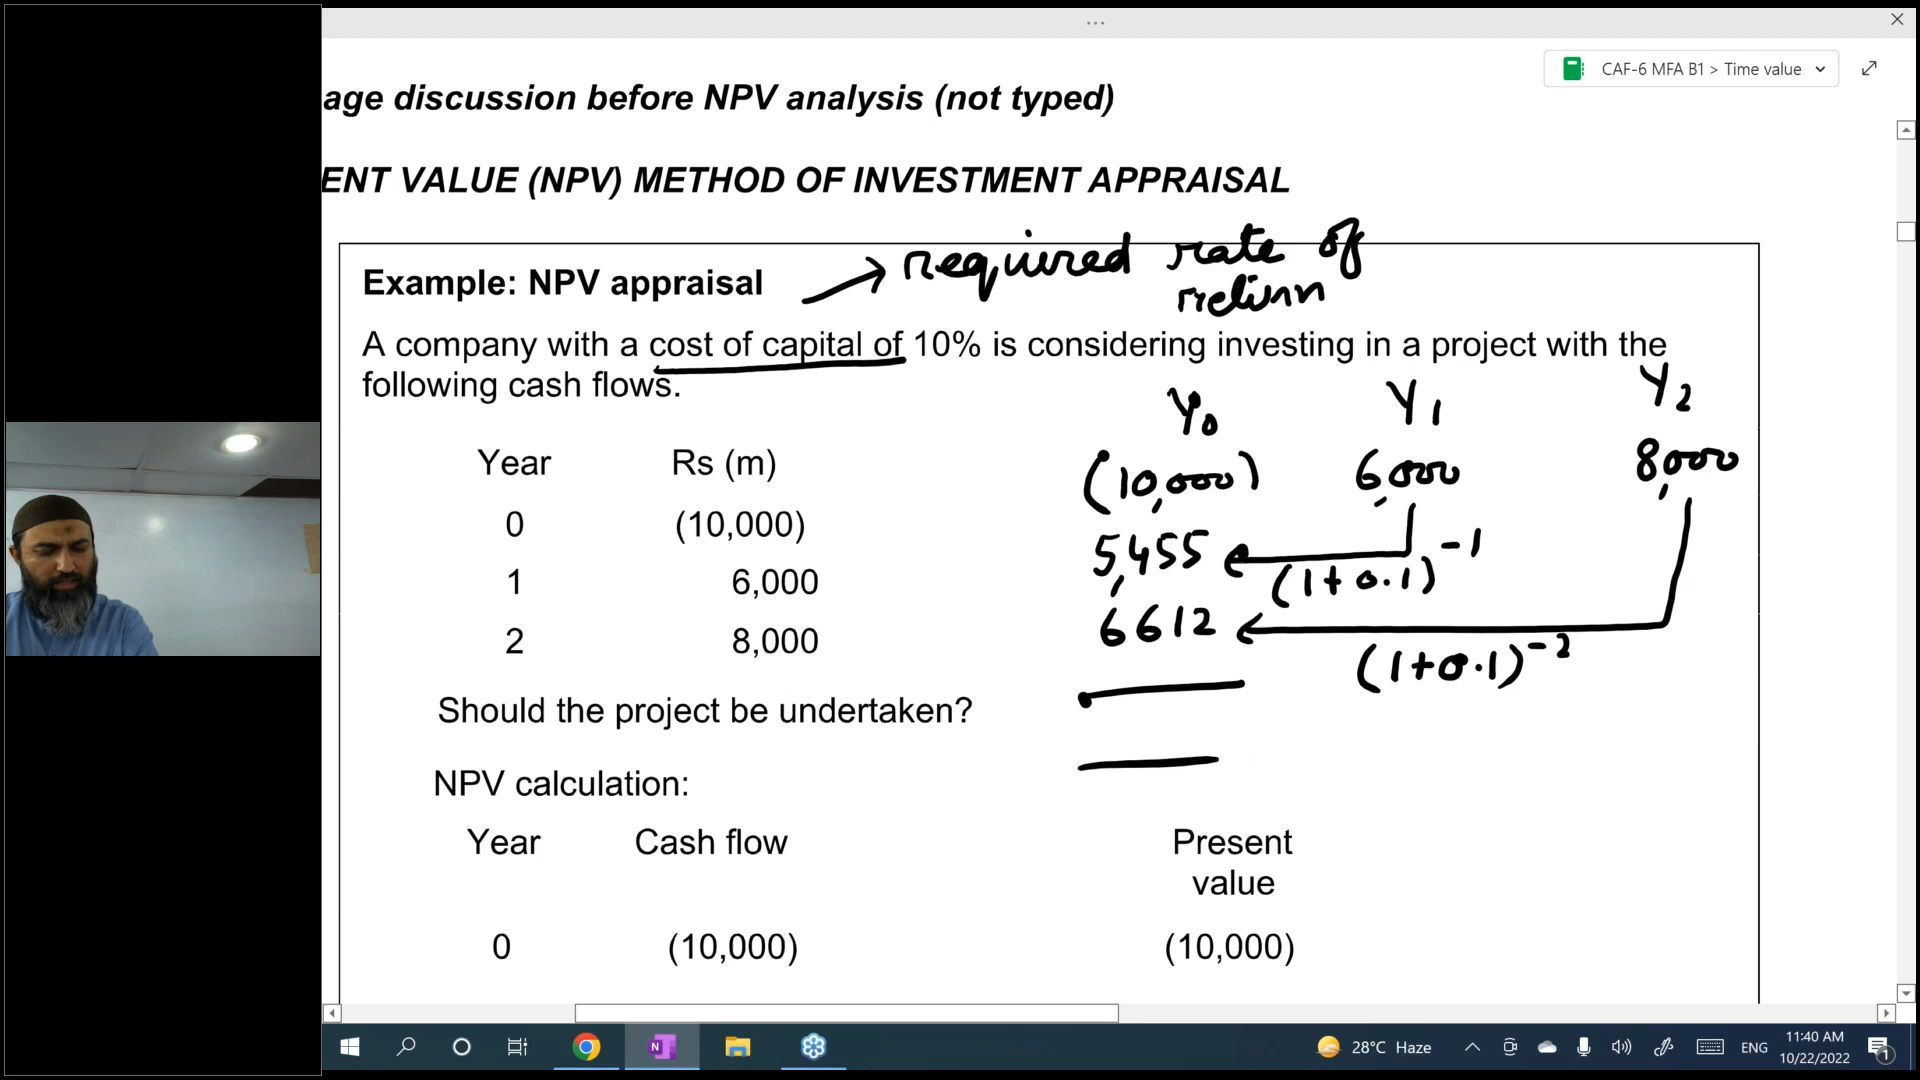 CAF-6 MFA B1 > Time value
age discussion before NPV analysis (not typed)
ENT VALUE (NPV) METHOD OF INVESTMENT APPRAISAL
required rate of
return
Example: NPV appraisal
A company with a cost of capital of 10% is considering investing in a project with the
following cash flows.
Y0 Y1 Y2
Year Rs (m)
(10,000) 6,000 8,000
0 (10,000)
5,455 (1+0.1)-1
1 6,000
6612 (1+0.1)-2
2 8,000
Should the project be undertaken?
NPV calculation:
Year Cash flow Present
value
0 (10,000) (10,000)
28°C Haze ENG 11:40 AM
10/22/2022
1